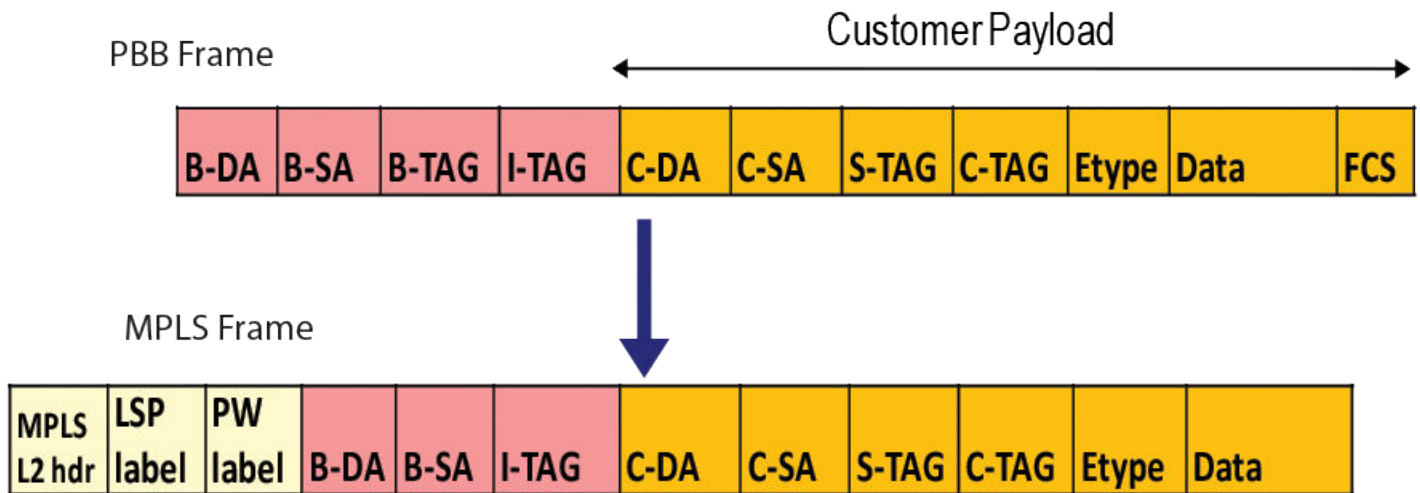 Customer Payload
PBB Frame
B-DA B-SA B-TAG I-TAG C-DA C-SA S-TAG C-TAG Etype Data FCS
MPLS Frame
MPLS LSP PW
L2 hdr label label B-DA B-SA I-TAG C-DA C-SA S-TAG C-TAG Etype Data